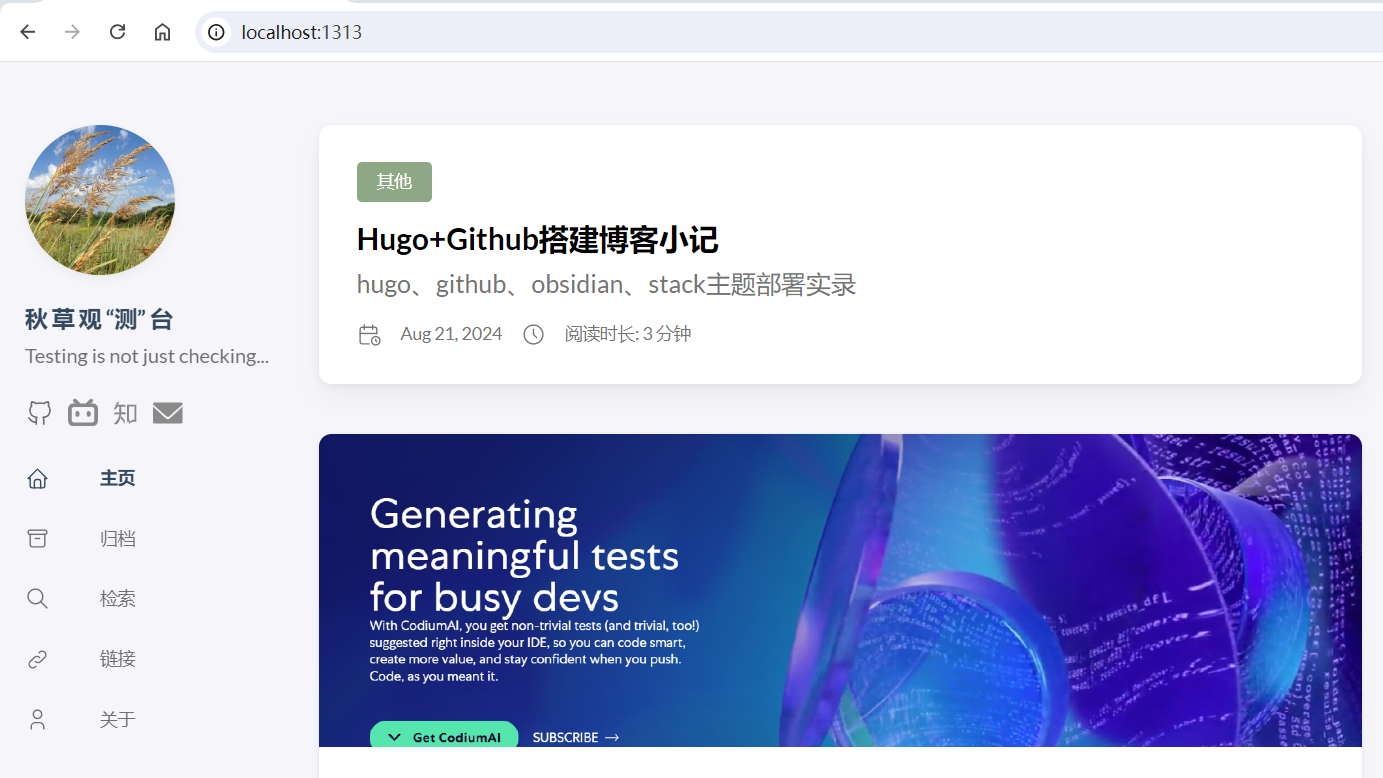 localhost:1313
其他
Hugo+Github搭建博客小记
hugo、github、obsidian、stack主题部署实录
Aug 21, 2024 阅读时长: 3 分钟
秋草观“测”台
Testing is not just checking...
知
主页
归档
检索
链接
关于
Generating
meaningful tests
for busy devs
With CodiumAI, you get non-trivial tests (and trivial, too!)
suggested right inside your IDE, so you can code smart,
create more value, and stay confident when you push.
Code, as you meant it.
Get CodiumAI SUBSCRIBE →